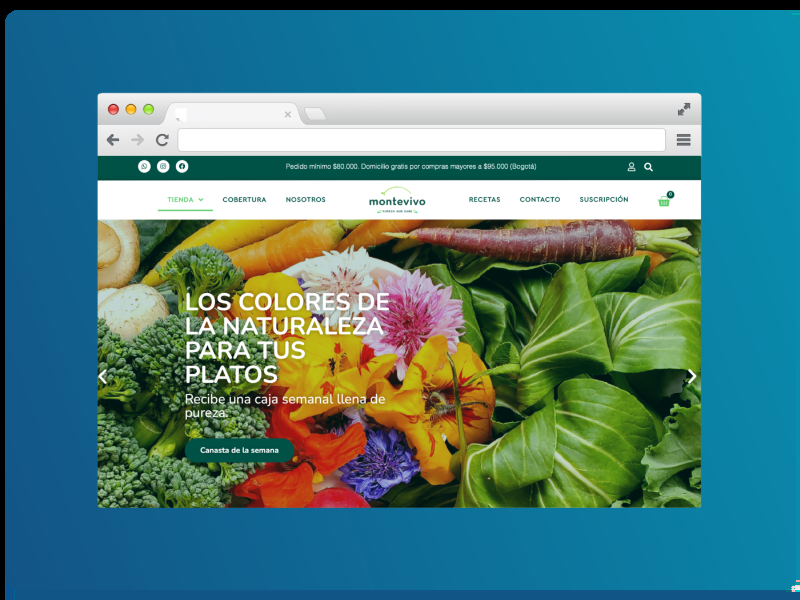 Pedido mínimo $80.000. Domicilio gratis por compras mayores a $95.000 (Bogotá)
TIENDA COBERTURA NOSOTROS montevivo RECETAS CONTACTO SUSCRIPCIÓN 0
LOS COLORES DE
LA NATURALEZA
PARA TUS
PLATOS
Recibe una caja semanal llena de
pureza.
Canasta de la semana